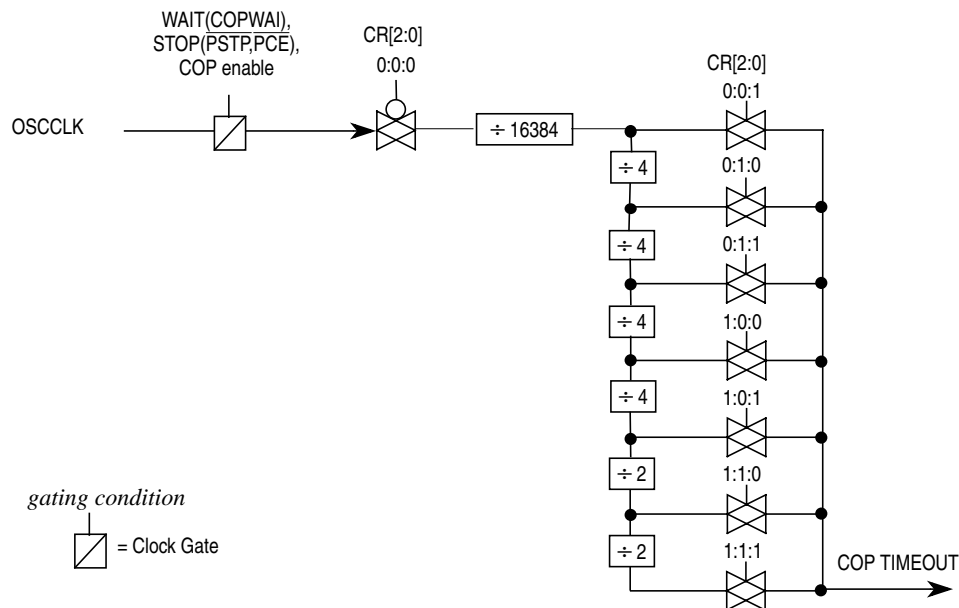 WAIT(COPWAI),
STOP(PSTP,PCE),
COP enable
CR[2:0]
0:0:0
OSCCLK
÷ 16384
CR[2:0]
0:0:1
÷ 4
0:1:0
÷ 4
0:1:1
÷ 4
1:0:0
÷ 4
1:0:1
÷ 2
1:1:0
÷ 2
1:1:1
gating condition
= Clock Gate
COP TIMEOUT